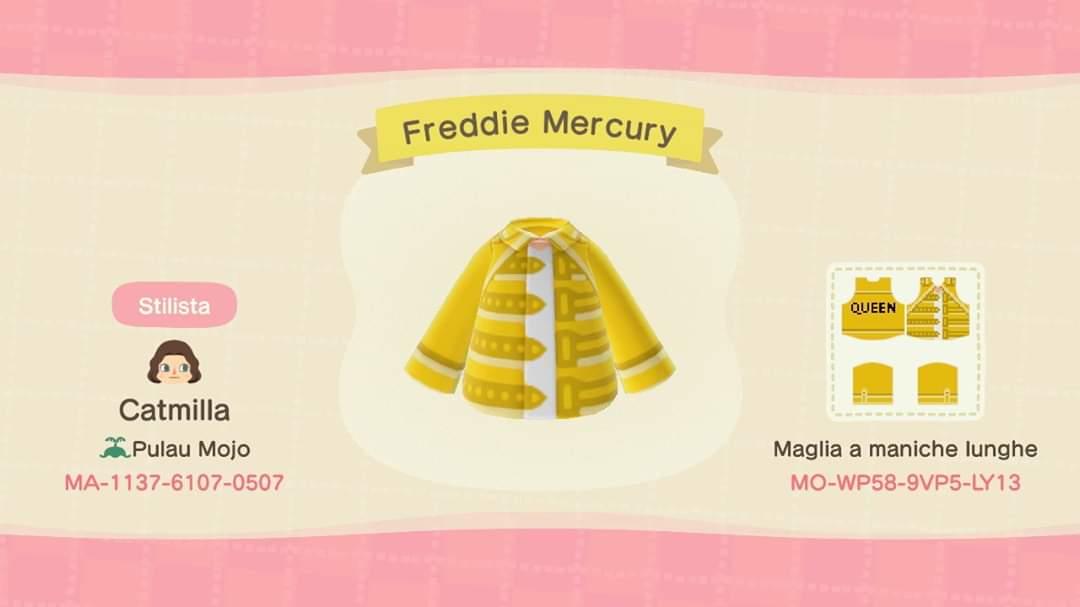 Freddie Mercury
Stilista
Catmilla
Pulau Mojo
MA-1137-6107-0507
QUEEN
Maglia a maniche lunghe
MO-WP58-9VP5-LY13